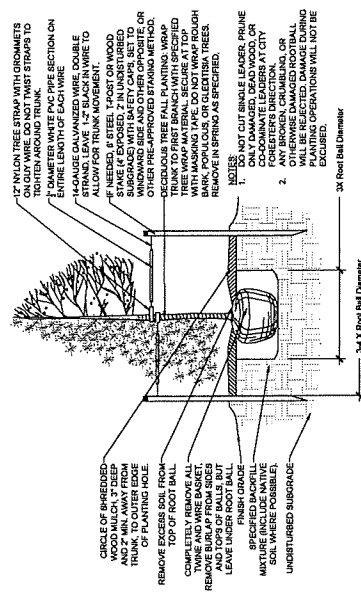 12" NYLON TREE STRAP WITH GROMMETS
ON GUY WIRE. DO NOT TWIST STRAPS TO
TIGHTEN AROUND TRUNK.
DIAMETER WHITE PVC PIPE SECTION ON
ENTIRE LENGTH OF EACH WIRE
14-GAUGE GALVANIZED WIRE, DOUBLE
STRAND. LEAVE 1-2" SLACK IN WIRE TO
ALLOW FOR TRUNK MOVEMENT
IF NEEDED, 6' STEEL T-POST OR WOOD
STAKE (4' EXPOSED, 2' IN UNDISTURBED
SUBGRADE) WITH SAFETY CAPS, SET TO
WINDWARD SIDE AND OTHER OPPOSITE; OR
OTHER PRE-APPROVED STAKING METHOD.
DECIDUOUS TREE FALL PLANTING: WRAP
TRUNK TO FIRST BRANCH WITH SPECIFIED
TREE WRAP MATERIAL. SECURE AT TOP
WITH MASKING TAPE. DO NOT WRAP ROUGH
BARK, POPULOUS, OR GLEDITSIA TREES.
REMOVE IN SPRING AS SPECIFIED.
NOTES:
1. DO NOT CUT SINGLE LEADER. PRUNE
ONLY DAMAGED, DEAD WOOD, OR
CO-DOMINATE LEADERS AT CITY
FORESTER'S DIRECTION.
2. ANY BROKEN, CRUMBLING, OR
OTHERWISE DAMAGED ROOTBALL
WILL BE REJECTED. DAMAGE DURING
PLANTING OPERATIONS WILL NOT BE
EXCUSED.
3X Root Ball Diameter
3-4 X Root Ball Diameter
CIRCLE OF SHREDDED
WOOD MUCH, 3" DEEP
AND 2" MIN. AWAY FROM
TRUNK, TO OUTER EDGE
OF PLANTING HOLE.
REMOVE EXCESS SOIL FROM
TOP OF ROOT BALL
COMPLETELY REMOVE ALL
TWINE AND WIRE BASKET.
REMOVE BURLAP FROM SIDES
AND TOPS OF BALLS, BUT
LEAVE UNDER ROOT BALL.
FINISH GRADE
SPECIFIED BACKFILL
MIXTURE (INCLUDE NATIVE
SOIL WHERE POSSIBLE).
UNDISTURBED SUBGRADE